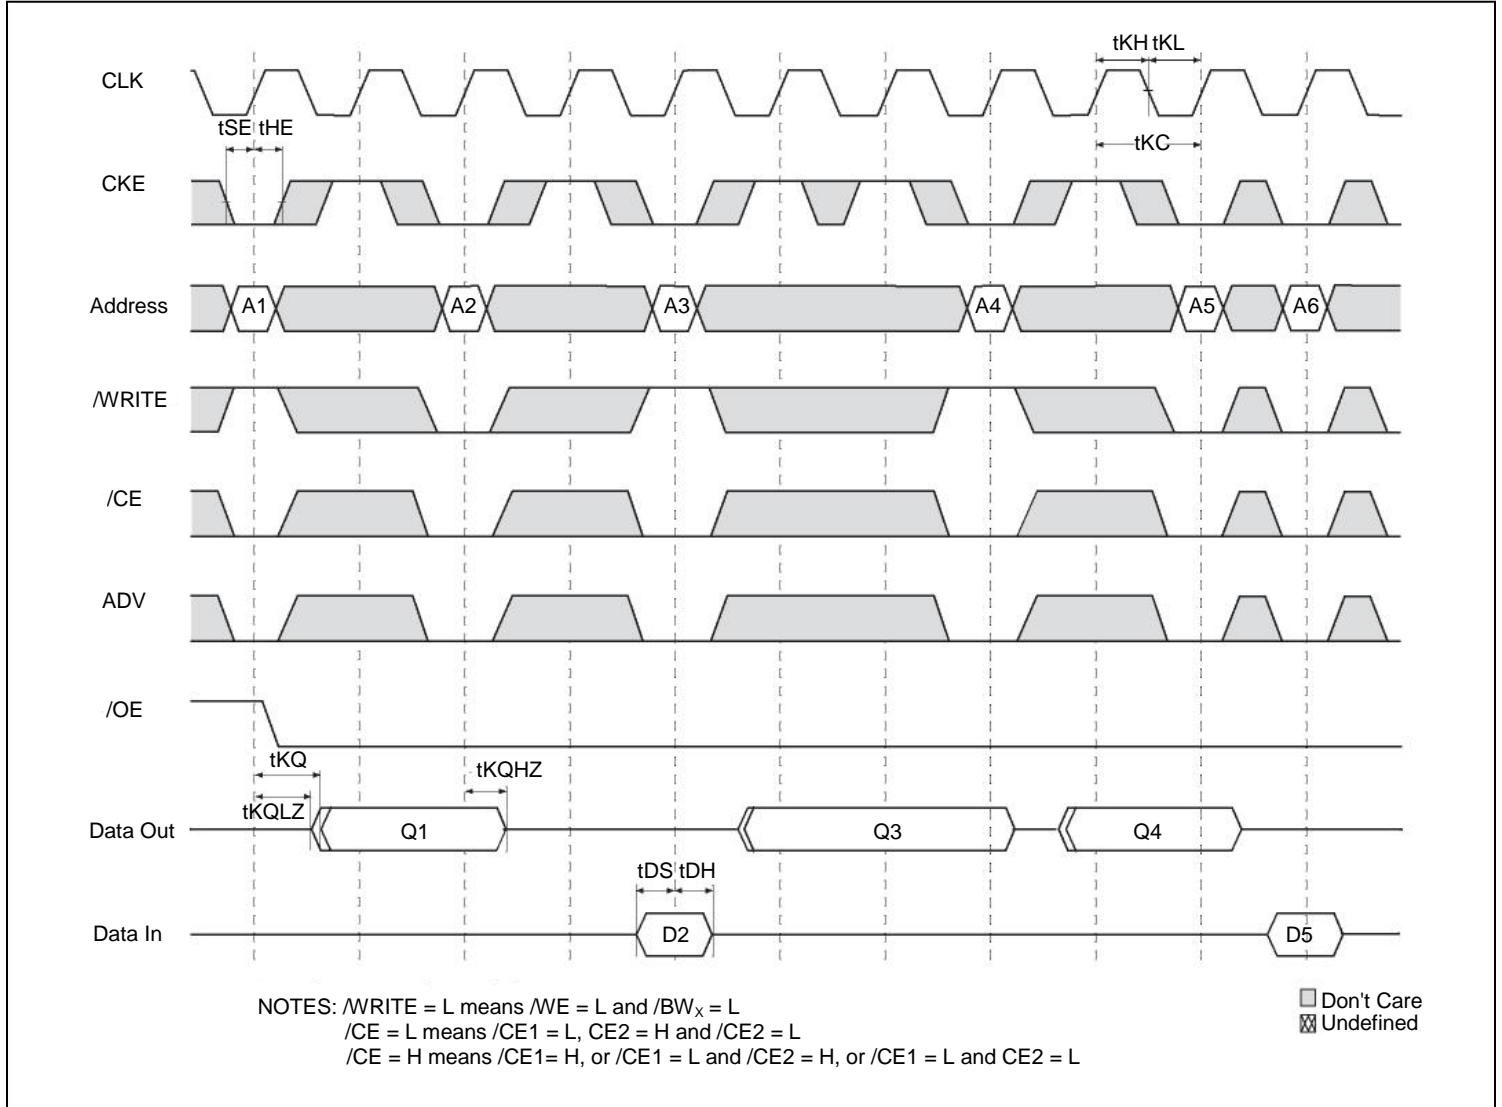 tKH tKL
CLK
tSE tHE
tKC
CKE
Address
A1
A2
A3
A4
A5
A6
/WRITE
/CE
ADV
/OE
tKQ
tKQHZ
tKQLZ
Data Out
Q1
Q3
Q4
tDS tDH
Data In
D2
D5
NOTES: /WRITE = L means /WE = L and /BWX = L
/CE = L means /CE1 = L, CE2 = H and /CE2 = L
/CE = H means /CE1= H, or /CE1 = L and /CE2 = H, or /CE1 = L and CE2 = L
Don't Care
Undefined